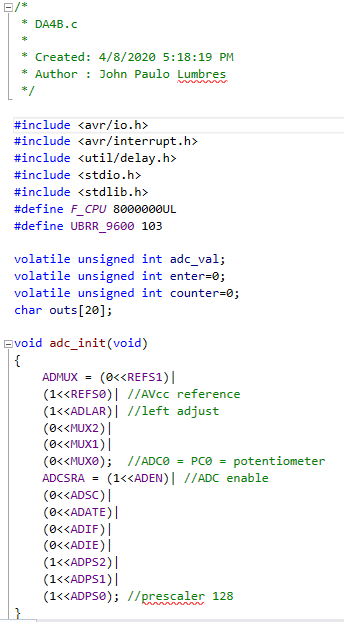 /*
 * DA4B.c
 *
 * Created: 4/8/2020 5:18:19 PM
 * Author : John Paulo Lumbres
 */
#include <avr/io.h>
#include <avr/interrupt.h>
#include <util/delay.h>
#include <stdio.h>
#include <stdlib.h>
#define F_CPU 8000000UL
#define UBRR_9600 103
volatile unsigned int adc_val;
volatile unsigned int enter=0;
volatile unsigned int counter=0;
char outs[20];
void adc_init(void)
{
    ADMUX = (0<<REFS1)|
    (1<<REFS0)| //AVcc reference
    (1<<ADLAR)| //left adjust
    (0<<MUX2)|
    (0<<MUX1)|
    (0<<MUX0);  //ADC0 = PC0 = potentiometer
    ADCSRA = (1<<ADEN)| //ADC enable
    (0<<ADSC)|
    (0<<ADATE)|
    (0<<ADIF)|
    (0<<ADIE)|
    (1<<ADPS2)|
    (1<<ADPS1)|
    (1<<ADPS0); //prescaler 128
}